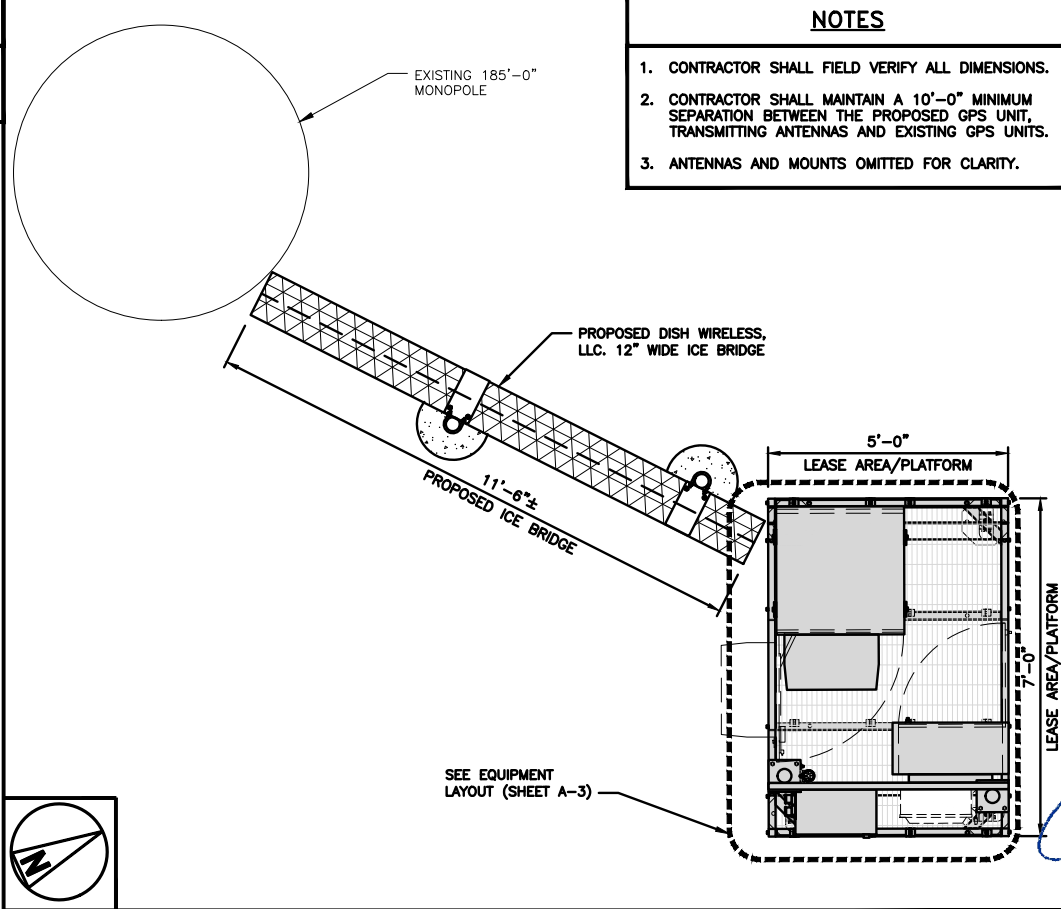 NOTES
1. CONTRACTOR SHALL FIELD VERIFY ALL DIMENSIONS.
2. CONTRACTOR SHALL MAINTAIN A 10'-0" MINIMUM
SEPARATION BETWEEN THE PROPOSED GPS UNIT,
TRANSMITTING ANTENNAS AND EXISTING GPS UNITS.
3. ANTENNAS AND MOUNTS OMITTED FOR CLARITY.
EXISTING 185'-0"
MONOPOLE
PROPOSED DISH WIRELESS,
LLC. 12" WIDE ICE BRIDGE
11'-6"±
PROPOSED ICE BRIDGE
5'-0"
LEASE AREA/PLATFORM
7'-0"
LEASE AREA/PLATFORM
SEE EQUIPMENT
LAYOUT (SHEET A-3)
N